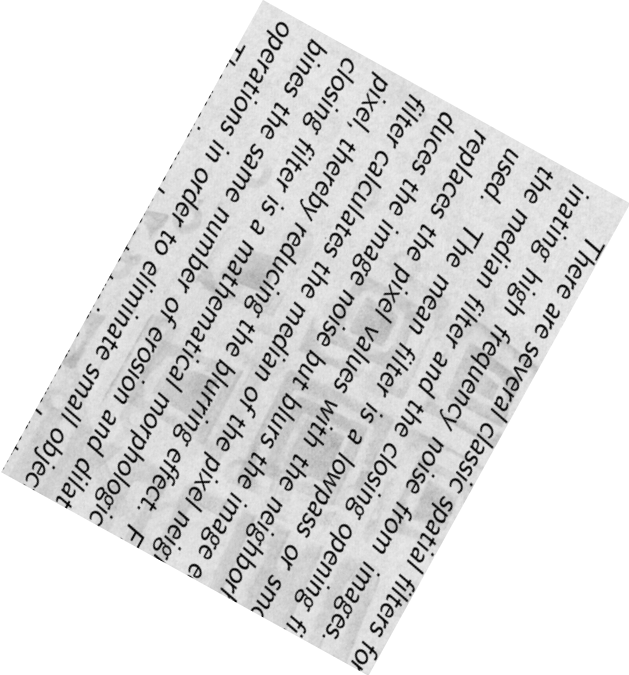 There are several classic spatial filters for
inating high frequency noise from images.
the median filter and the closing opening fi
used. The mean filter is a lowpass or smo
replaces the pixel values with the neighbor
duces the image noise but blurs the image e
filter calculates the median of the pixel neig
pixel, thereby reducing the blurring effect. F
closing filter is a mathematical morphologic
bines the same number of erosion and dilat
operations in order to eliminate small objec